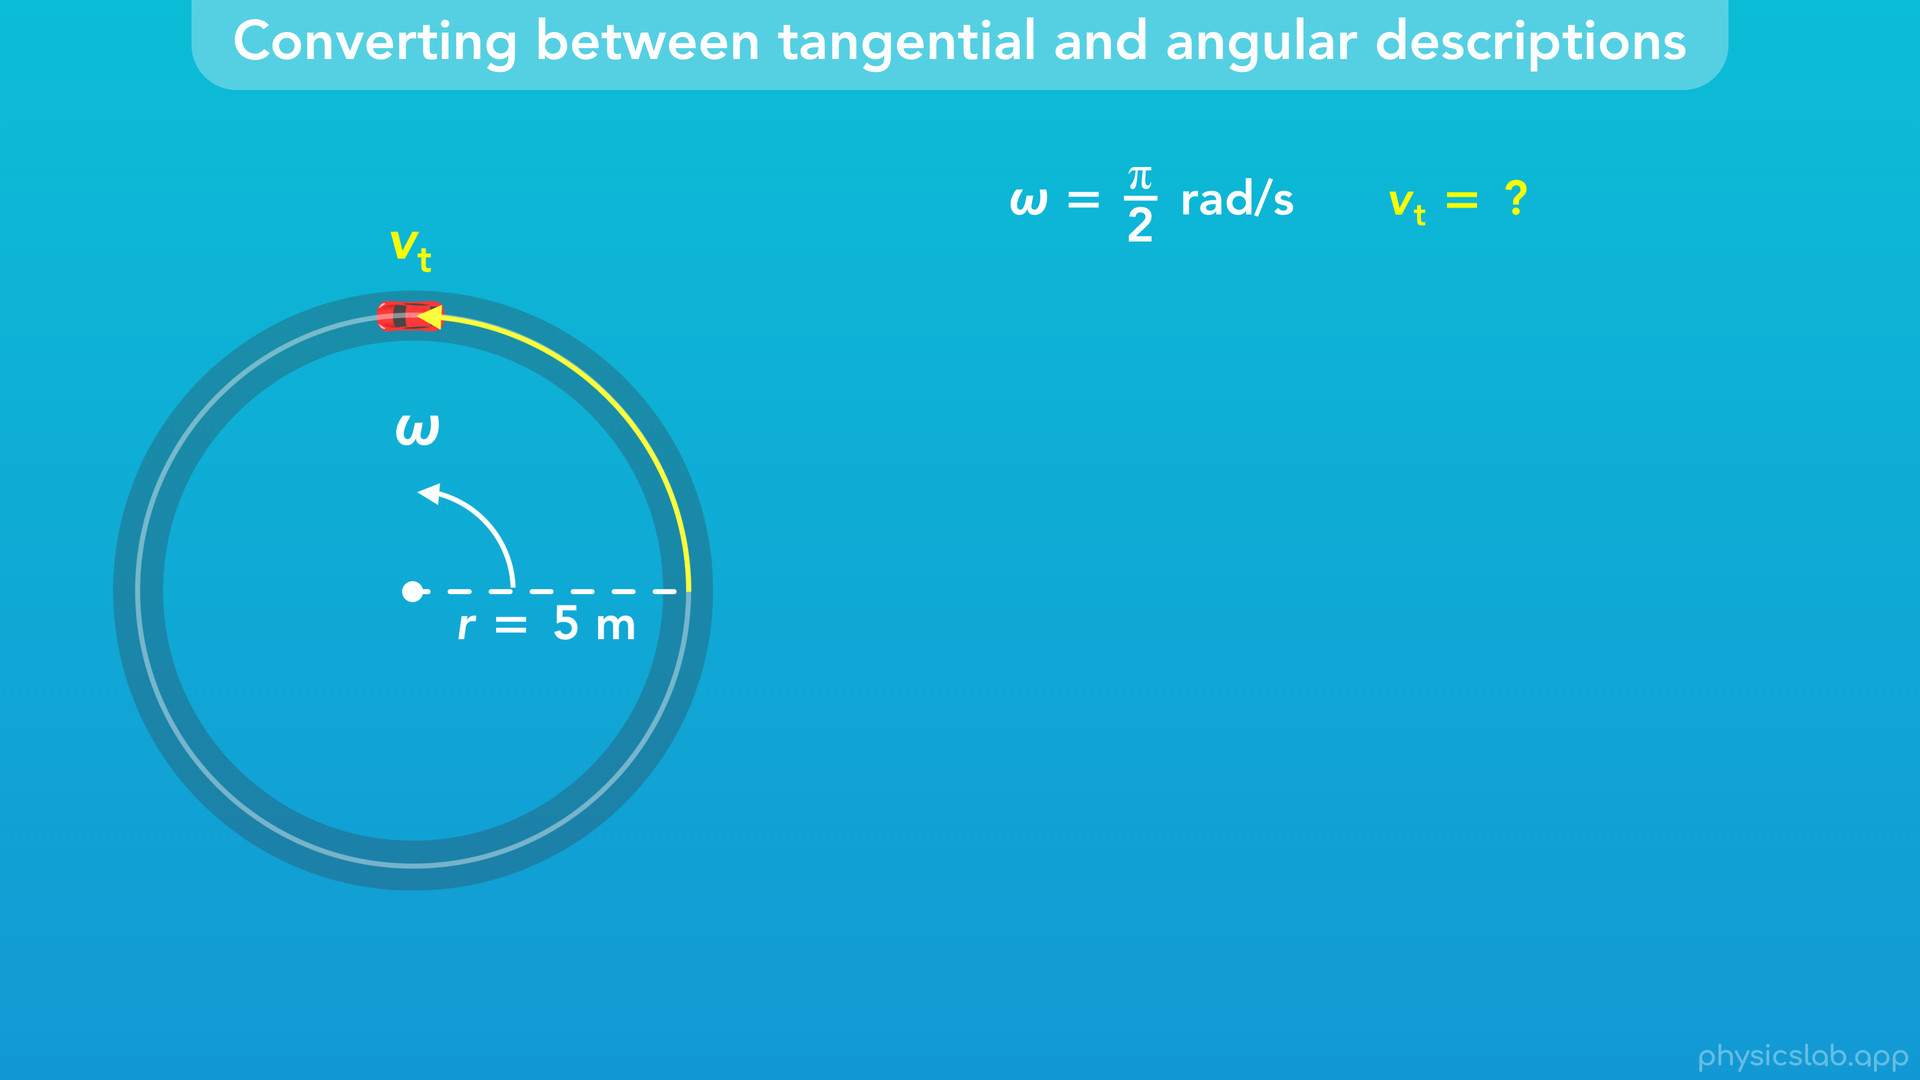 Converting between tangential and angular descriptions
ω = π/2 rad/s vₜ = ?
vₜ
ω
r = 5 m
physicslab.app